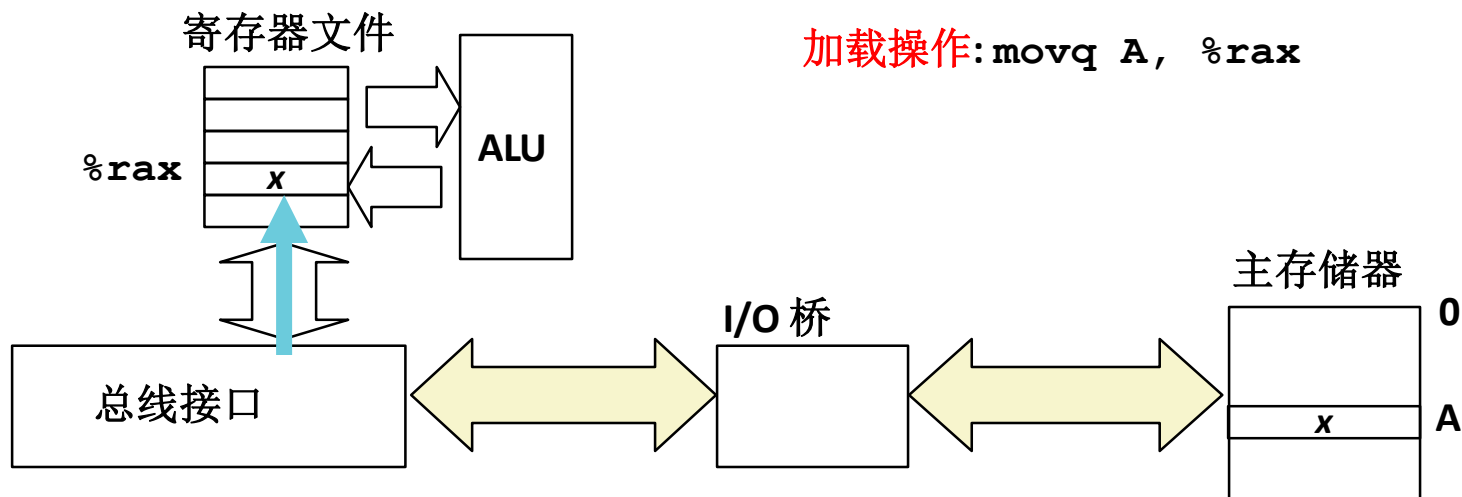 寄存器文件
加载操作:movq A, %rax
ALU
%rax
x
主存储器
I/O 桥
0
总线接口
x
A